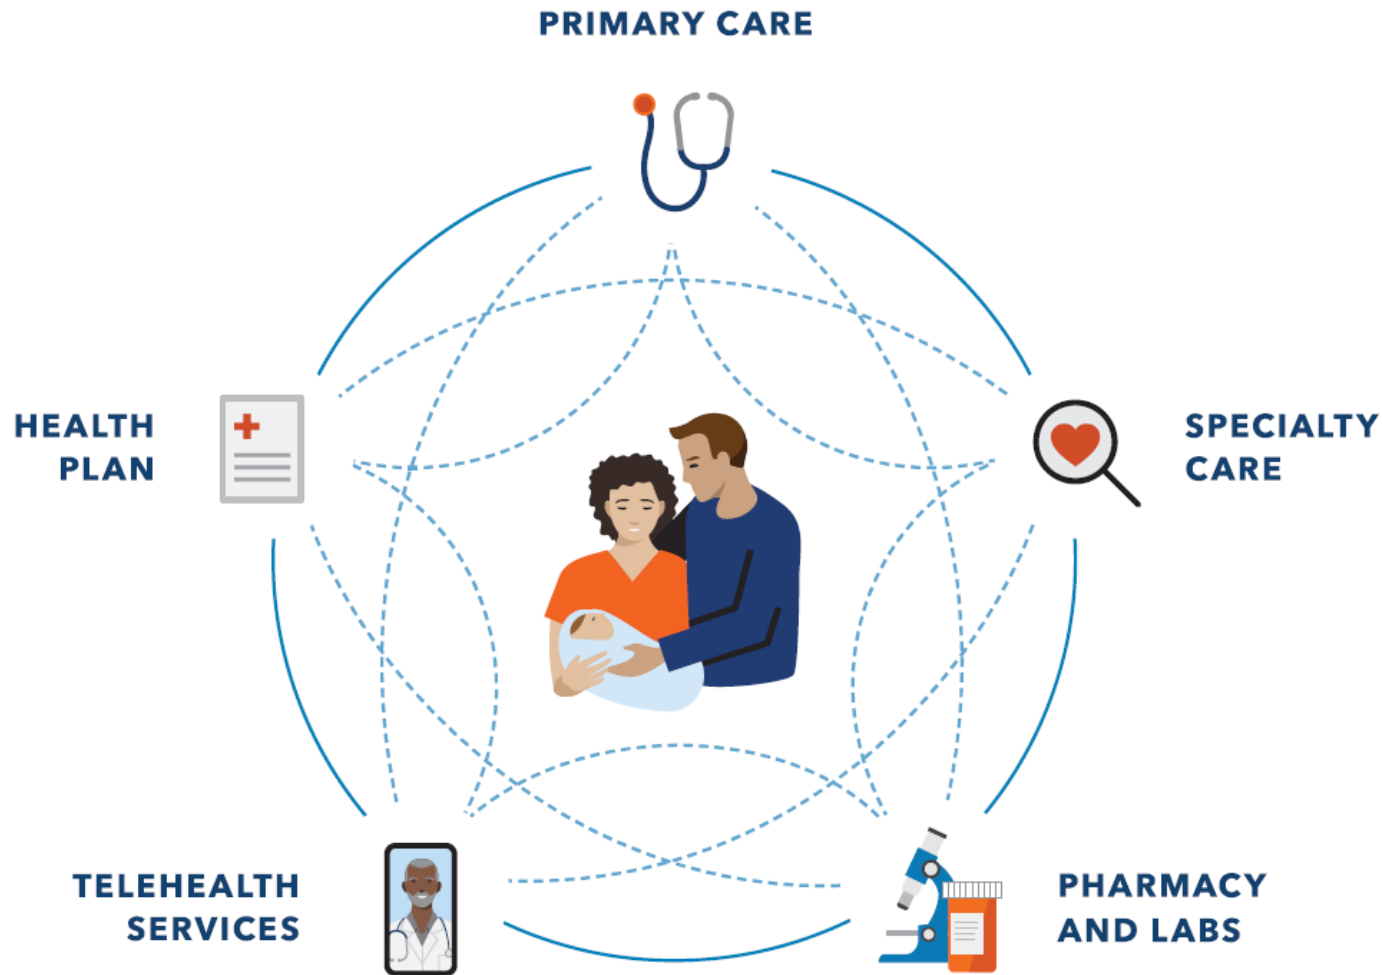 PRIMARY CARE
HEALTH
PLAN
SPECIALTY
CARE
TELEHEALTH
SERVICES
PHARMACY
AND LABS